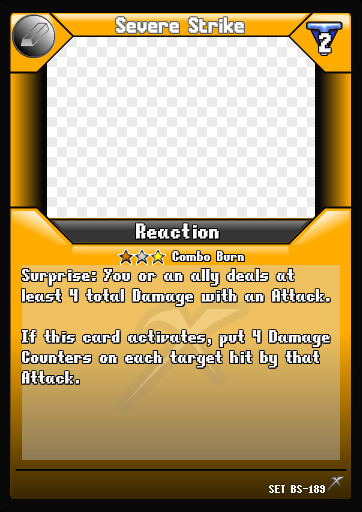 Severe Strike
2
Reaction
Combo Burn
Surprise: You or an ally deals at
least 4 total Damage with an Attack.
If this card activates, put 4 Damage
Counters on each target hit by that
Attack.
SET BS-189